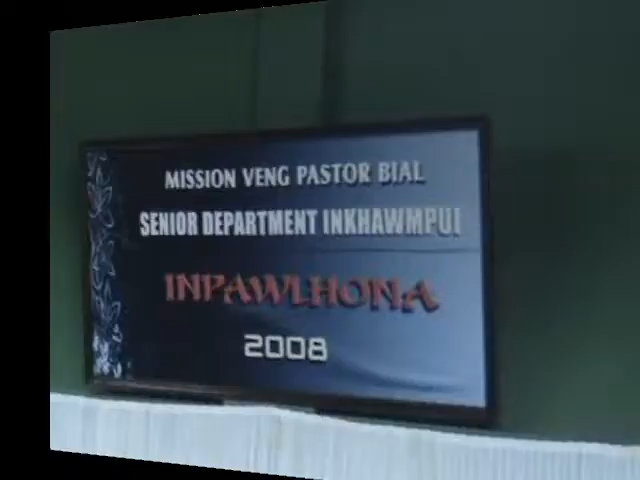 MISSION VENG PASTOR BIAL
SENIOR DEPARTMENT INKHAWMPUI
INPAWLHONA
2008